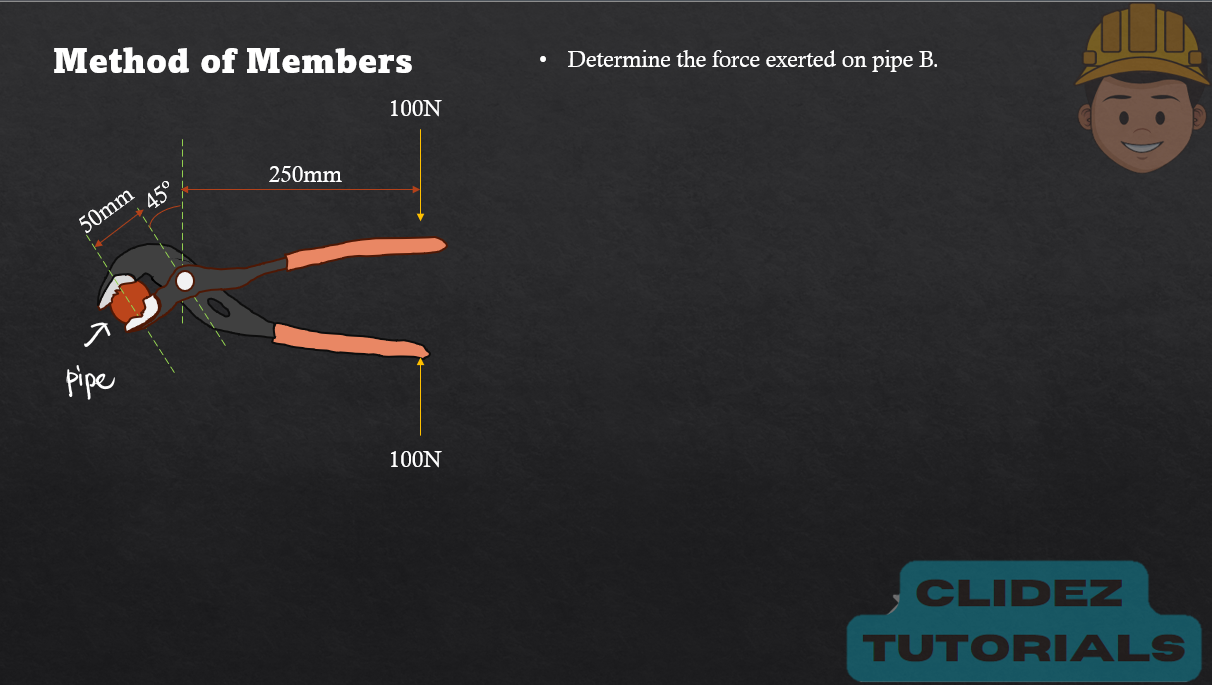 Method of Members
• Determine the force exerted on pipe B.
100N
250mm
50mm
45°
pipe
100N
CLIDEZ
TUTORIALS